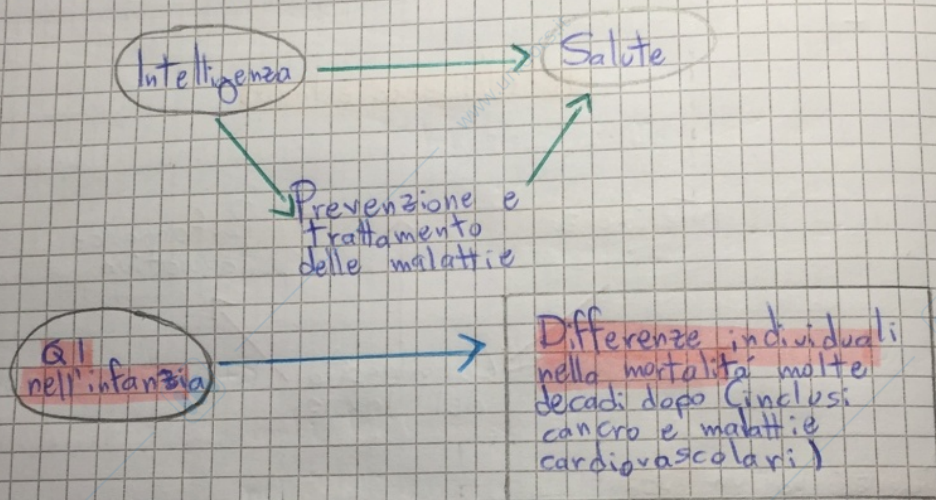 Intelligenza
Salute
Prevenzione e
trattamento
delle malattie
QI
nell'infanzia
Differenze individuali
nella mortalità molte
decadi dopo (inclusi
cancro e malattie
cardiovascolari)